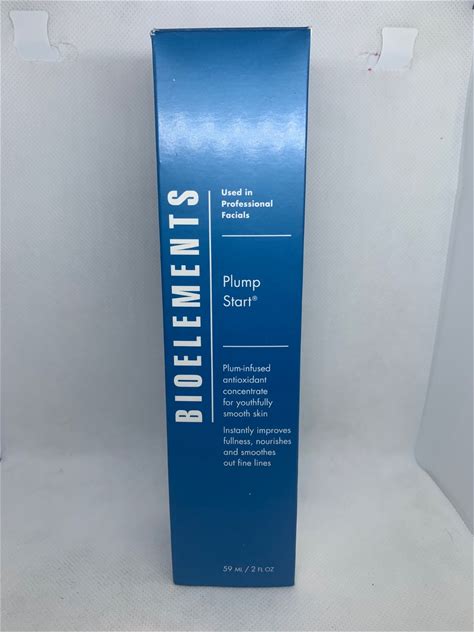 BIOELEMENTS
Used in
Professional
Facials
Plump
Start®
Plum-infused
antioxidant
concentrate
for youthfully
smooth skin
Instantly improves
fullness, nourishes
and smoothes
out fine lines
59 ML / 2 FL OZ